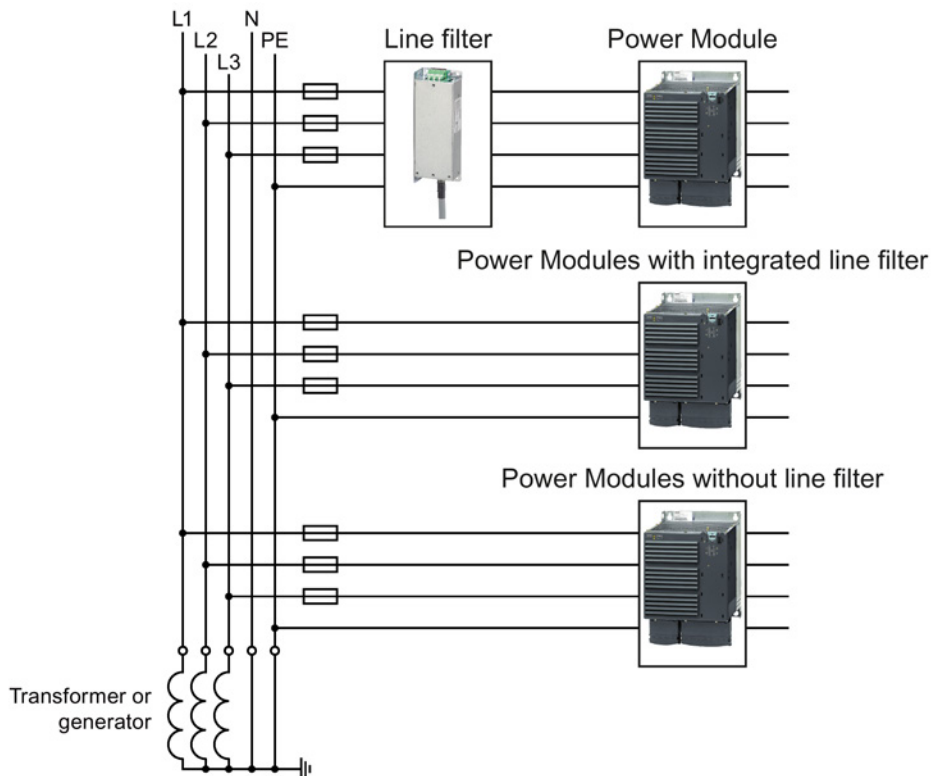 L1
L2
L3
N
PE
Line filter
Power Module
Power Modules with integrated line filter
Power Modules without line filter
Transformer or
generator